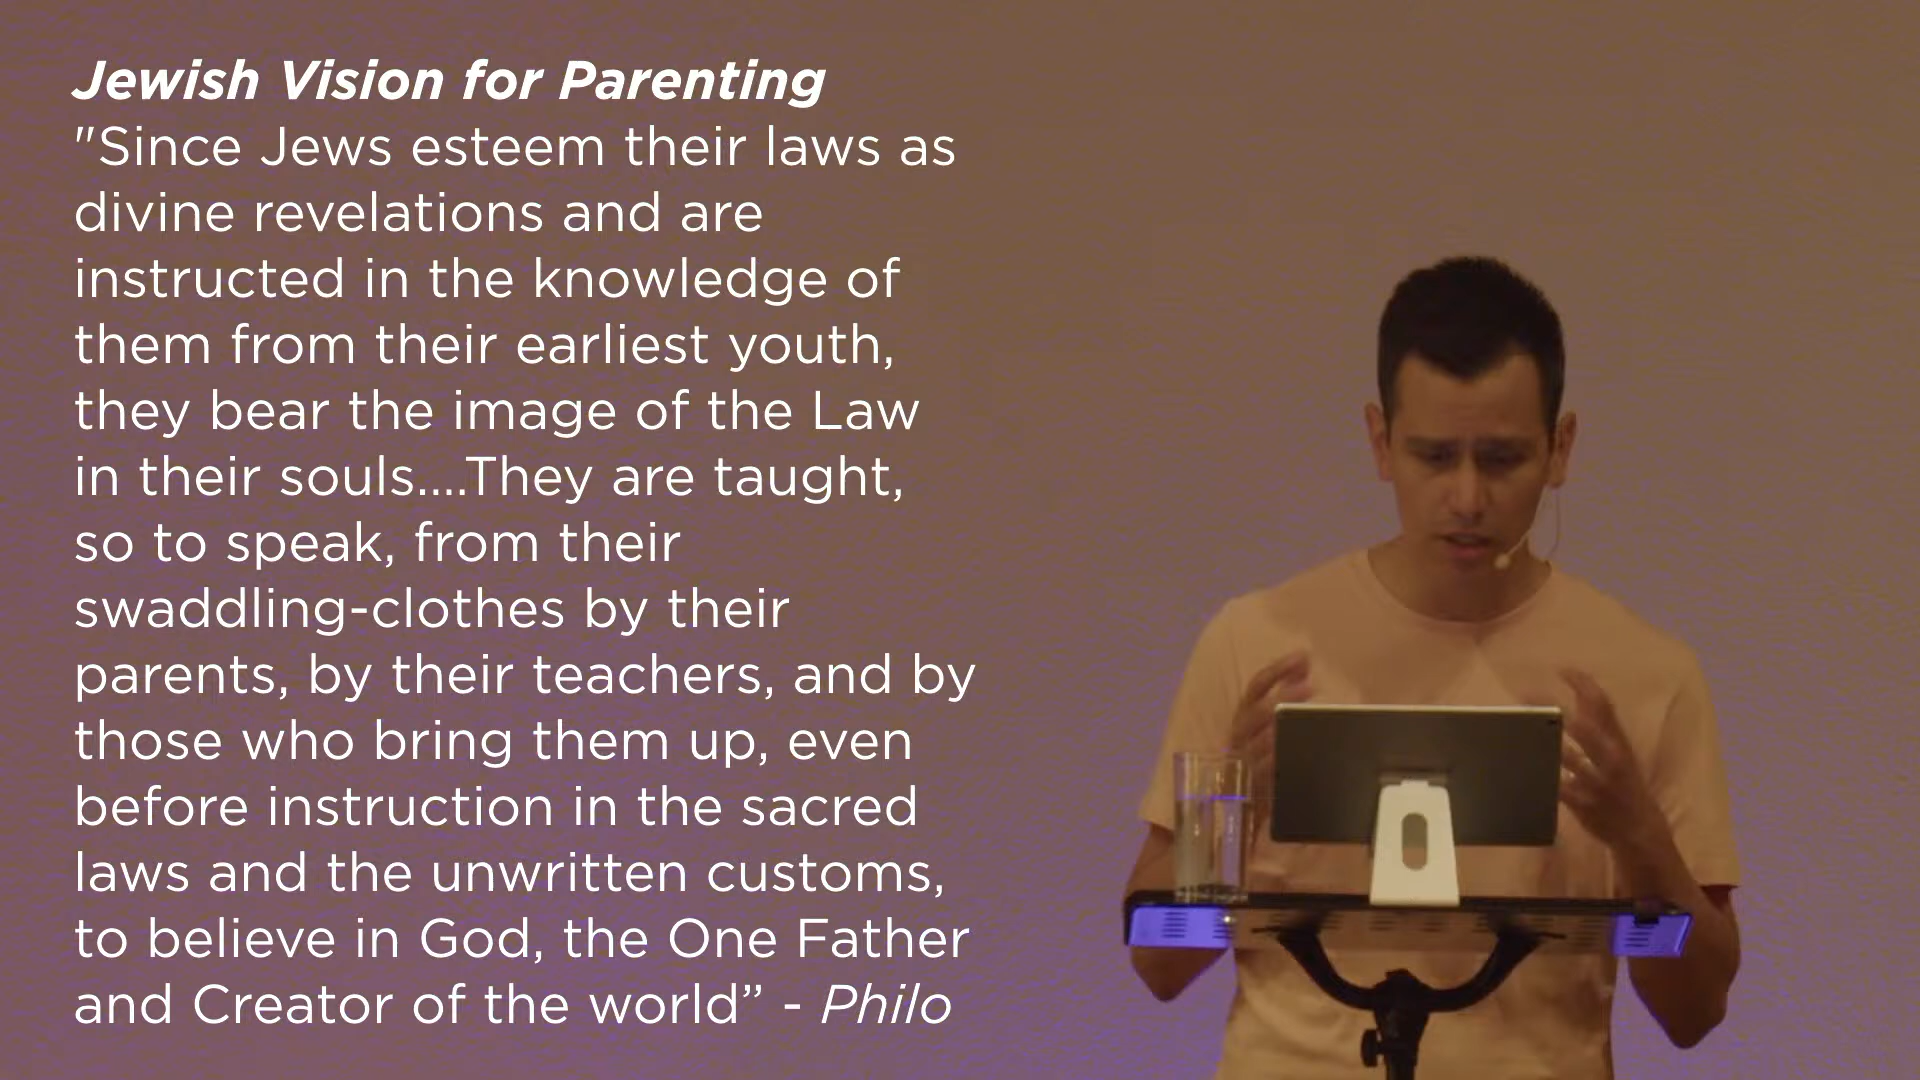 Jewish Vision for Parenting
"Since Jews esteem their laws as
divine revelations and are
instructed in the knowledge of
them from their earliest youth,
they bear the image of the Law
in their souls....They are taught,
so to speak, from their
swaddling-clothes by their
parents, by their teachers, and by
those who bring them up, even
before instruction in the sacred
laws and the unwritten customs,
to believe in God, the One Father
and Creator of the world” - Philo